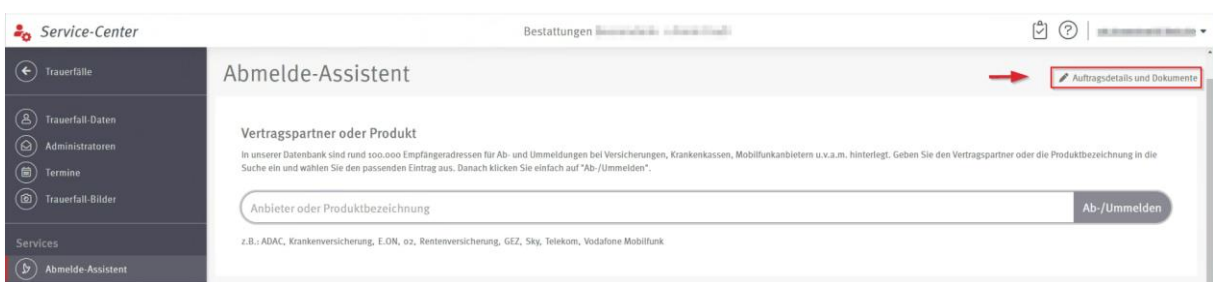 Service-Center
Bestattungen
Trauerfälle
Abmelde-Assistent
Auftragsdetails und Dokumente
Trauerfall-Daten
Administratoren
Termine
Trauerfall-Bilder
Services
Abmelde-Assistent
Vertragspartner oder Produkt
In unserer Datenbank sind rund 100.000 Empfängeradressen für Ab- und Ummeldungen bei Versicherungen, Krankenkassen, Mobilfunkanbietern u.v.a.m. hinterlegt. Geben Sie den Vertragspartner oder die Produktbezeichnung in die
Suche ein und wählen Sie den passenden Eintrag aus. Danach klicken Sie einfach auf "Ab-/Ummelden".
Anbieter oder Produktbezeichnung
Ab-/Ummelden
z.B.: ADAC, Krankenversicherung, E.ON, o2, Rentenversicherung, GEZ, Sky, Telekom, Vodafone Mobilfunk